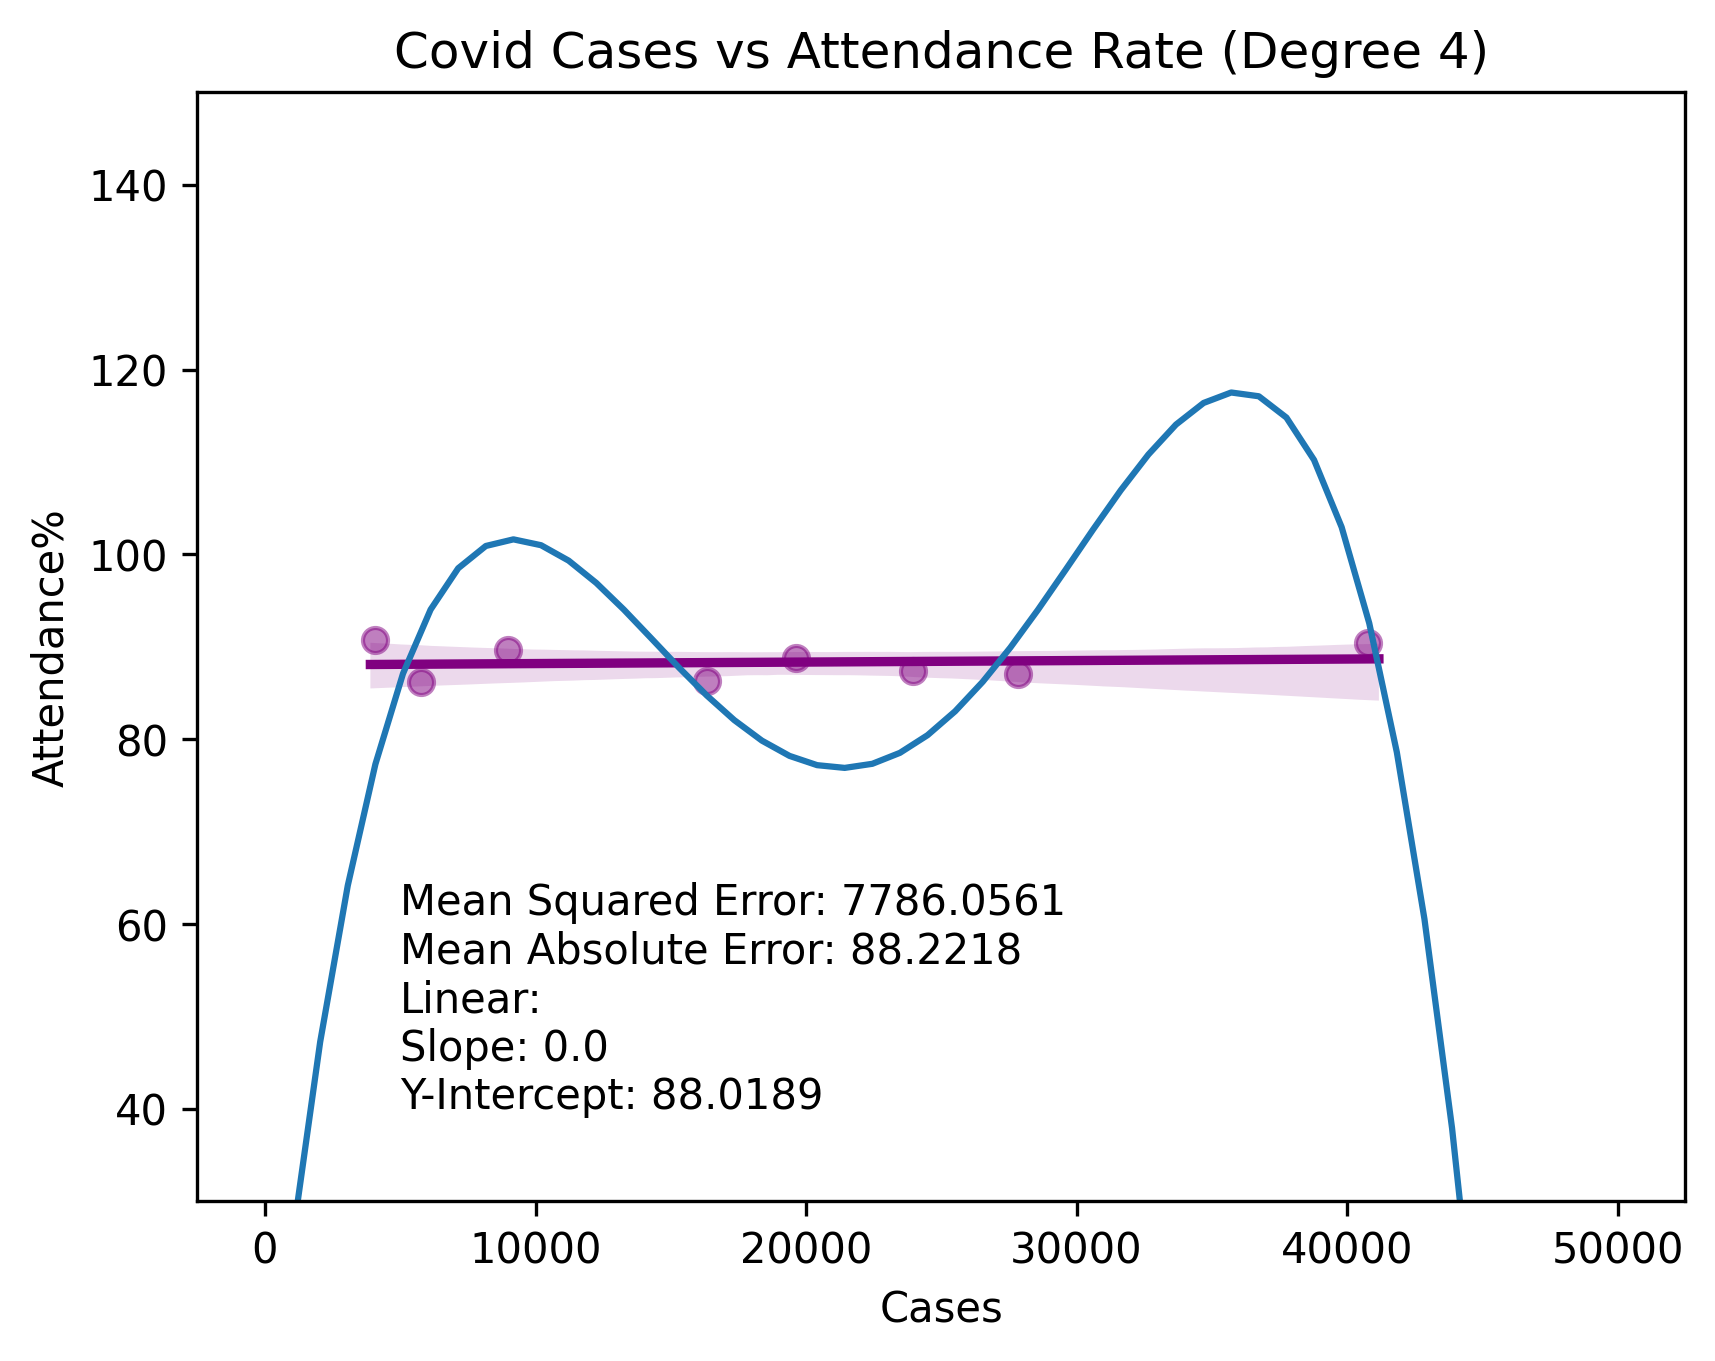 Covid Cases vs Attendance Rate (Degree 4)
140
120
100
80
60
40
Attendance%
Mean Squared Error: 7786.0561
Mean Absolute Error: 88.2218
Linear:
Slope: 0.0
Y-Intercept: 88.0189
0 10000 20000 30000 40000 50000
Cases